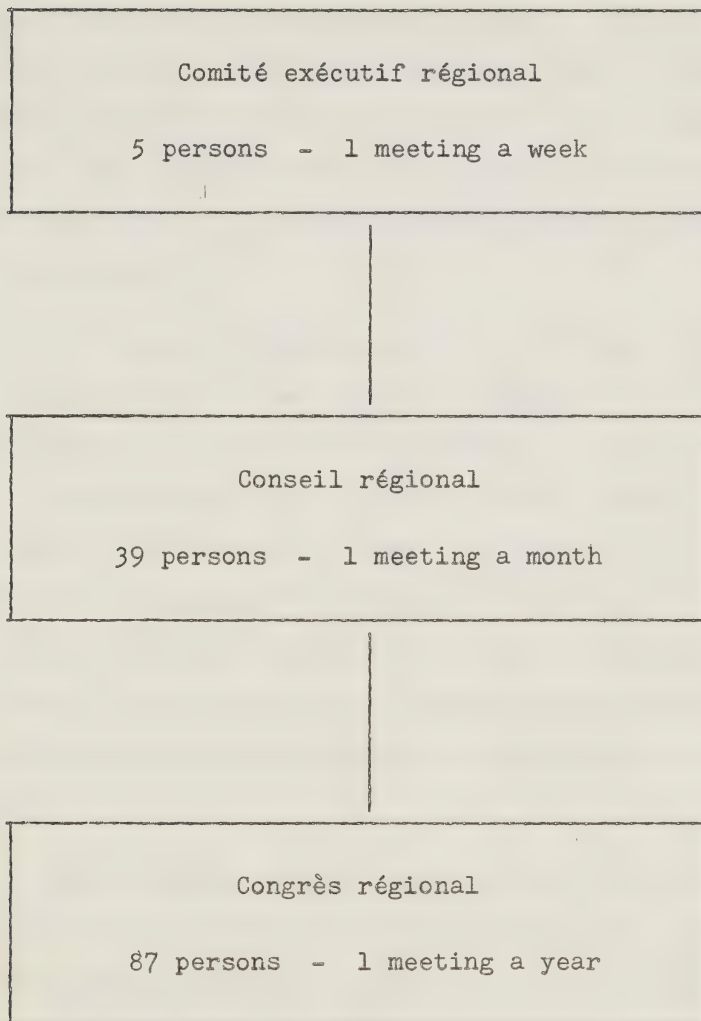 Comité exécutif régional
5 persons - 1 meeting a week
Conseil régional
39 persons - 1 meeting a month
Congrès régional
87 persons - 1 meeting a year